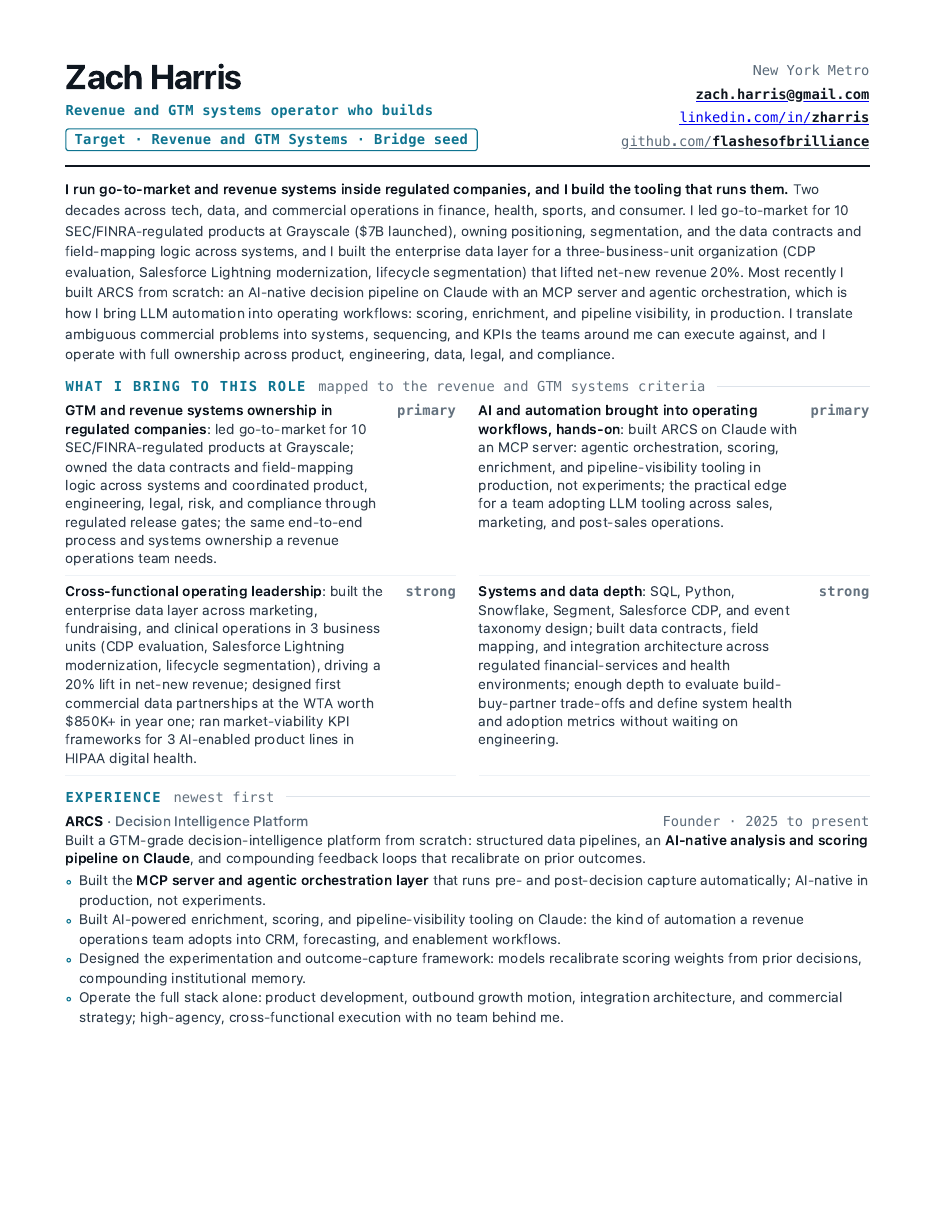 Zach Harris
New York Metro
Revenue and GTM systems operator who builds
zach.harris@gmail.com
linkedin.com/in/zharris
Target · Revenue and GTM Systems · Bridge seed
github.com/flashesofbrilliance
I run go-to-market and revenue systems inside regulated companies, and I build the tooling that runs them. Two
decades across tech, data, and commercial operations in finance, health, sports, and consumer. I led go-to-market for 10
SEC/FINRA-regulated products at Grayscale ($7B launched), owning positioning, segmentation, and the data contracts and
field-mapping logic across systems, and I built the enterprise data layer for a three-business-unit organization (CDP
evaluation, Salesforce Lightning modernization, lifecycle segmentation) that lifted net-new revenue 20%. Most recently I
built ARCS from scratch: an AI-native decision pipeline on Claude with an MCP server and agentic orchestration, which is
how I bring LLM automation into operating workflows: scoring, enrichment, and pipeline visibility, in production. I translate
ambiguous commercial problems into systems, sequencing, and KPIs the teams around me can execute against, and I
operate with full ownership across product, engineering, data, legal, and compliance.
WHAT I BRING TO THIS ROLE mapped to the revenue and GTM systems criteria
GTM and revenue systems ownership in primary
regulated companies: led go-to-market for 10
SEC/FINRA-regulated products at Grayscale;
owned the data contracts and field-mapping
logic across systems and coordinated product,
engineering, legal, risk, and compliance through
regulated release gates; the same end-to-end
process and systems ownership a revenue
operations team needs.
AI and automation brought into operating primary
workflows, hands-on: built ARCS on Claude with
an MCP server: agentic orchestration, scoring,
enrichment, and pipeline-visibility tooling in
production, not experiments; the practical edge
for a team adopting LLM tooling across sales,
marketing, and post-sales operations.
Cross-functional operating leadership: built the strong
enterprise data layer across marketing,
fundraising, and clinical operations in 3 business
units (CDP evaluation, Salesforce Lightning
modernization, lifecycle segmentation), driving a
20% lift in net-new revenue; designed first
commercial data partnerships at the WTA worth
$850K+ in year one; ran market-viability KPI
frameworks for 3 AI-enabled product lines in
HIPAA digital health.
Systems and data depth: SQL, Python, strong
Snowflake, Segment, Salesforce CDP, and event
taxonomy design; built data contracts, field
mapping, and integration architecture across
regulated financial-services and health
environments; enough depth to evaluate build-
buy-partner trade-offs and define system health
and adoption metrics without waiting on
engineering.
EXPERIENCE newest first
ARCS · Decision Intelligence Platform Founder · 2025 to present
Built a GTM-grade decision-intelligence platform from scratch: structured data pipelines, an AI-native analysis and scoring
pipeline on Claude, and compounding feedback loops that recalibrate on prior outcomes.
Built the MCP server and agentic orchestration layer that runs pre- and post-decision capture automatically; AI-native in
production, not experiments.
Built AI-powered enrichment, scoring, and pipeline-visibility tooling on Claude: the kind of automation a revenue
operations team adopts into CRM, forecasting, and enablement workflows.
Designed the experimentation and outcome-capture framework: models recalibrate scoring weights from prior decisions,
compounding institutional memory.
Operate the full stack alone: product development, outbound growth motion, integration architecture, and commercial
strategy; high-agency, cross-functional execution with no team behind me.